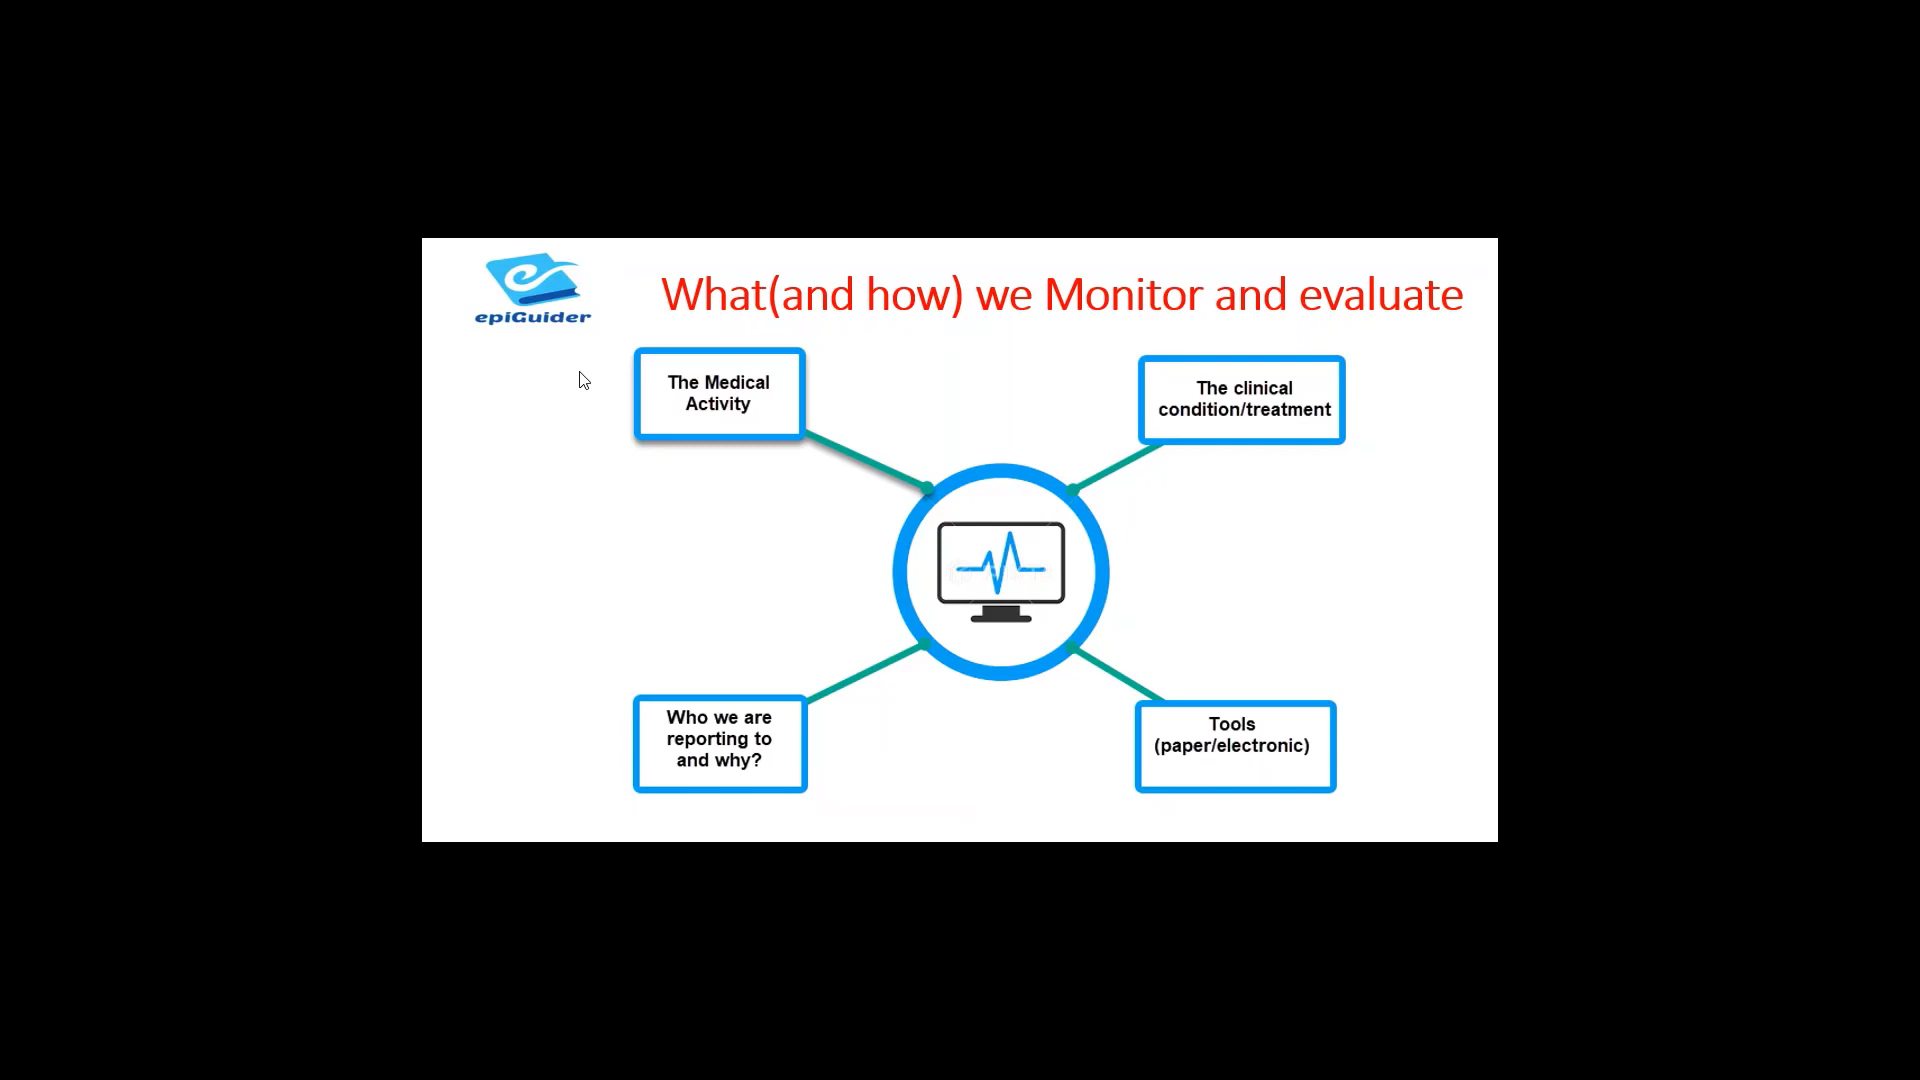 epiGuider
What(and how) we Monitor and evaluate
The Medical
Activity
The clinical
condition/treatment
Who we are
reporting to
and why?
Tools
(paper/electronic)